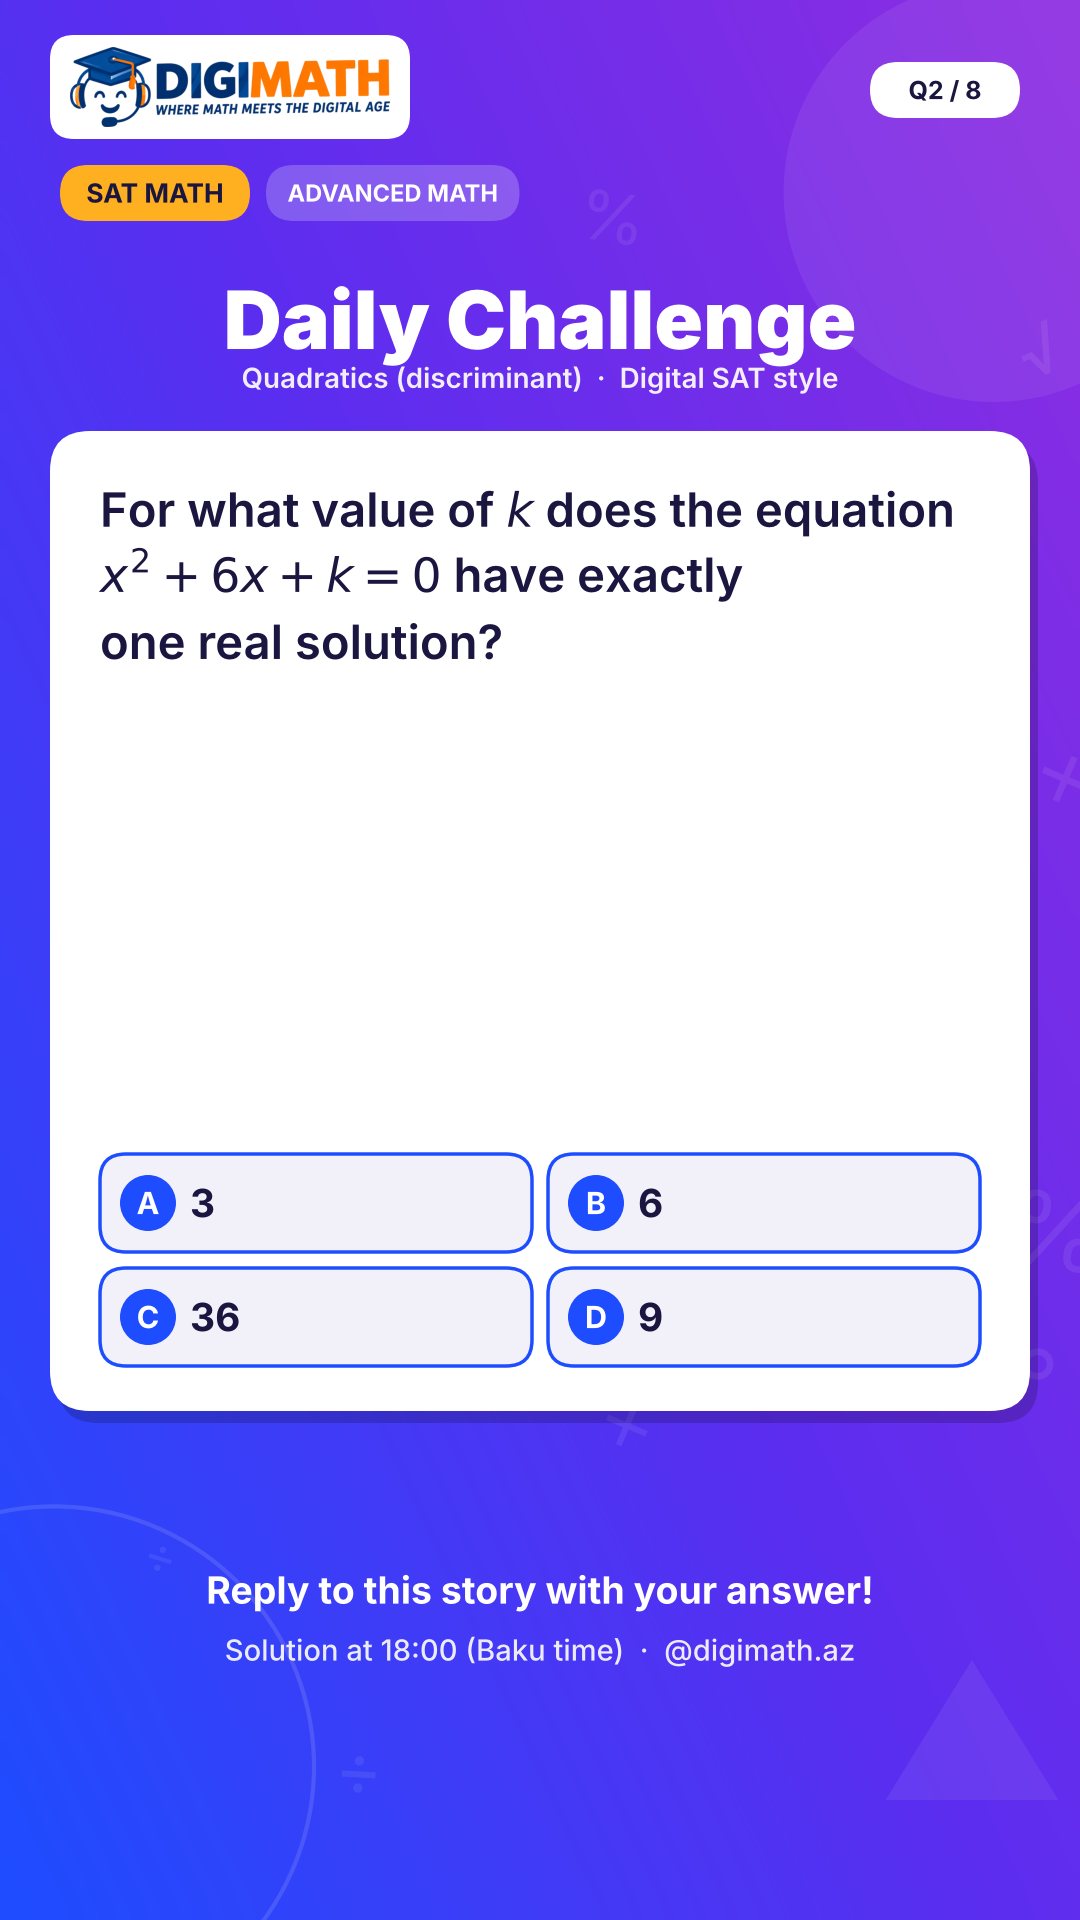 DIGIMATH
WHERE MATH MEETS THE DIGITAL AGE
Q2 / 8
SAT MATH
ADVANCED MATH
Daily Challenge
Quadratics (discriminant) · Digital SAT style
For what value of k does the equation
x² + 6x + k = 0 have exactly
one real solution?
A 3
B 6
C 36
D 9
Reply to this story with your answer!
Solution at 18:00 (Baku time) · @digimath.az